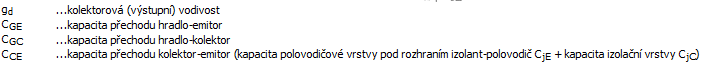 gd ...kolektorová (výstupní) vodivost
CGE ...kapacita přechodu hradlo-emitor
CGC ...kapacita přechodu hradlo-kolektor
CCE ...kapacita přechodu kolektor-emitor (kapacita polovodičové vrstvy pod rozhraním izolant-polovodič CjE + kapacita izolační vrstvy CjC)